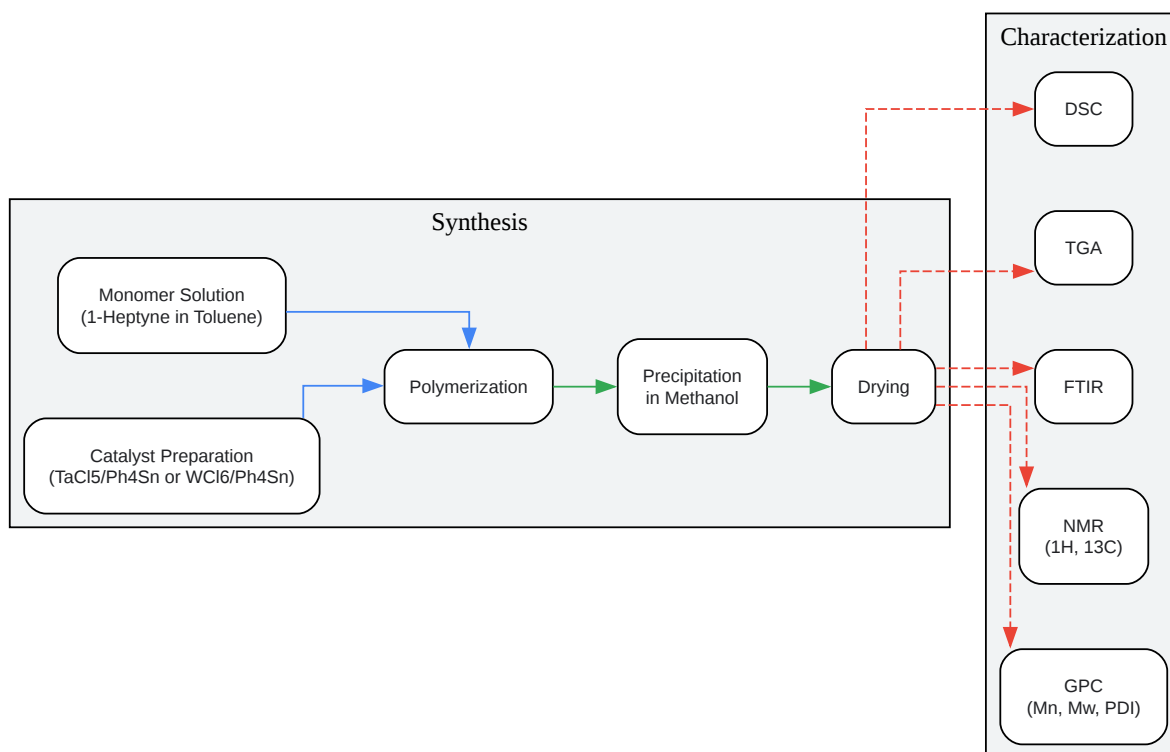 Characterization
DSC
Synthesis
TGA
Monomer Solution
(1-Heptyne in Toluene)
Polymerization
Precipitation
in Methanol
Drying
FTIR
Catalyst Preparation
(TaCl5/Ph4Sn or WCl6/Ph4Sn)
NMR
(1H, 13C)
GPC
(Mn, Mw, PDI)